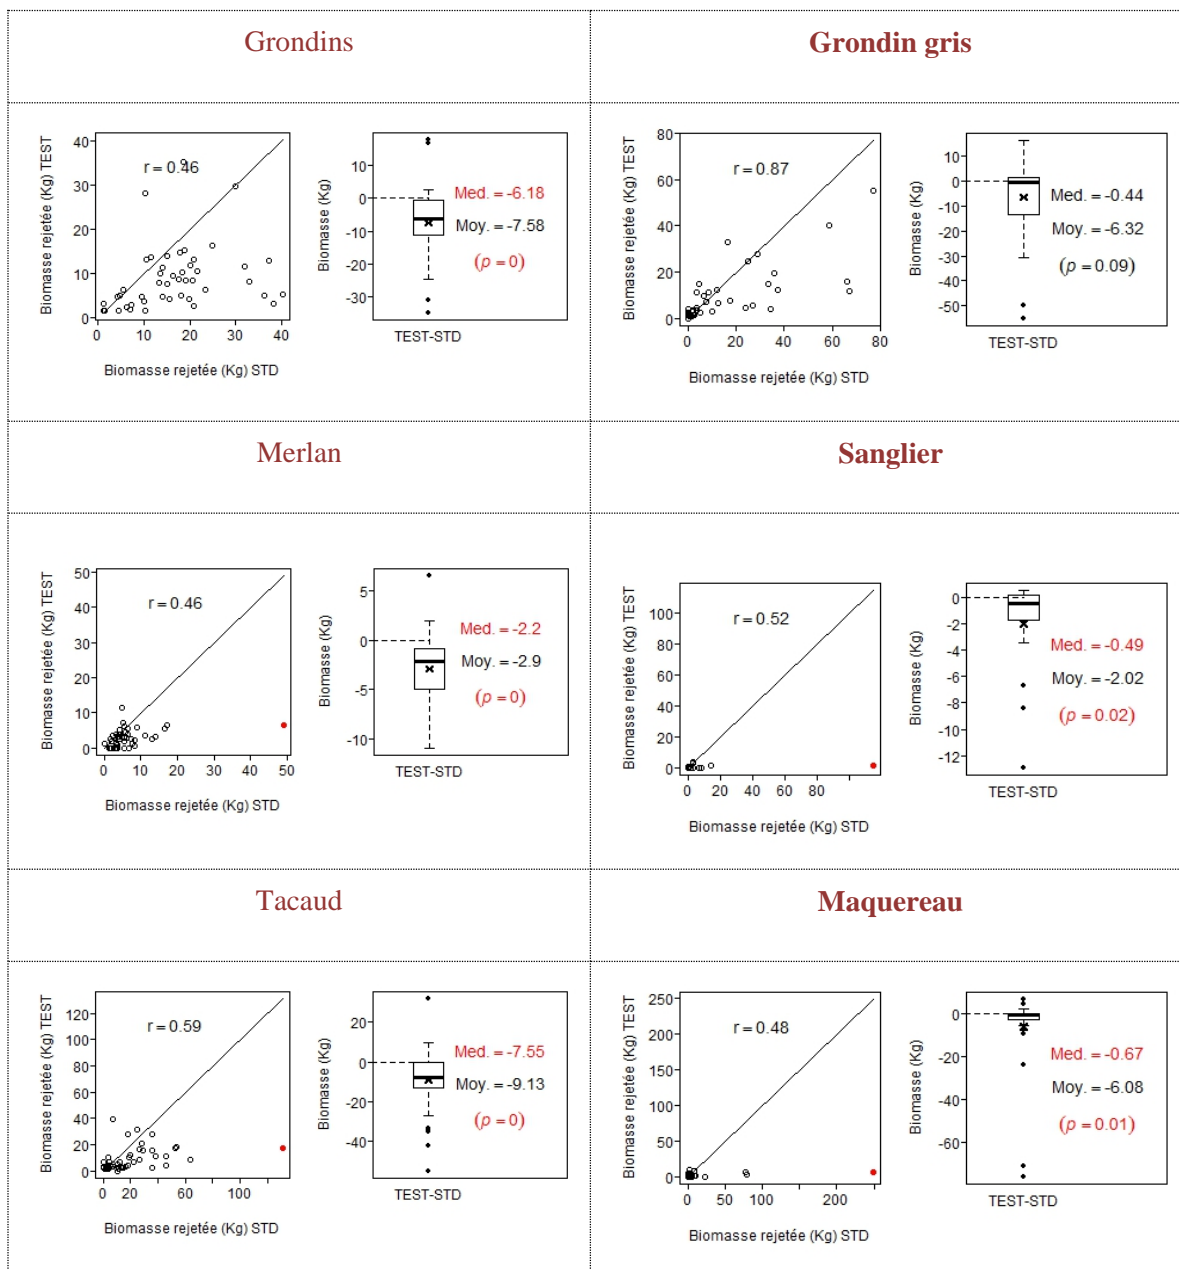 Grondins
Grondin gris
Biomasse rejetée (Kg) TEST
40
30
20
10
0
r = 0.46
0 10 20 30 40
Biomasse rejetée (Kg) STD
Biomasse (Kg)
10
0
-10
-20
-30
Med. = -6.18
Moy. = -7.58
(p = 0)
TEST-STD
Biomasse rejetée (Kg) TEST
80
60
40
20
0
r = 0.87
0 20 40 60 80
Biomasse rejetée (Kg) STD
Biomasse (Kg)
10
0
-10
-20
-30
-40
-50
Med. = -0.44
Moy. = -6.32
(p = 0.09)
TEST-STD
Merlan
Sanglier
Biomasse rejetée (Kg) TEST
50
40
30
20
10
0
r = 0.46
0 10 20 30 40 50
Biomasse rejetée (Kg) STD
Biomasse (Kg)
5
0
-5
-10
Med. = -2.2
Moy. = -2.9
(p = 0)
TEST-STD
Biomasse rejetée (Kg) TEST
100
80
60
40
20
0
r = 0.52
0 20 40 60 80
Biomasse rejetée (Kg) STD
Biomasse (Kg)
0
-2
-4
-6
-8
-10
-12
Med. = -0.49
Moy. = -2.02
(p = 0.02)
TEST-STD
Tacaud
Maquereau
Biomasse rejetée (Kg) TEST
120
100
80
60
40
20
0
r = 0.59
0 20 60 100
Biomasse rejetée (Kg) STD
Biomasse (Kg)
20
0
-20
-40
Med. = -7.55
Moy. = -9.13
(p = 0)
TEST-STD
Biomasse rejetée (Kg) TEST
250
200
150
100
50
0
r = 0.48
0 50 100 200
Biomasse rejetée (Kg) STD
Biomasse (Kg)
0
-20
-40
-60
Med. = -0.67
Moy. = -6.08
(p = 0.01)
TEST-STD